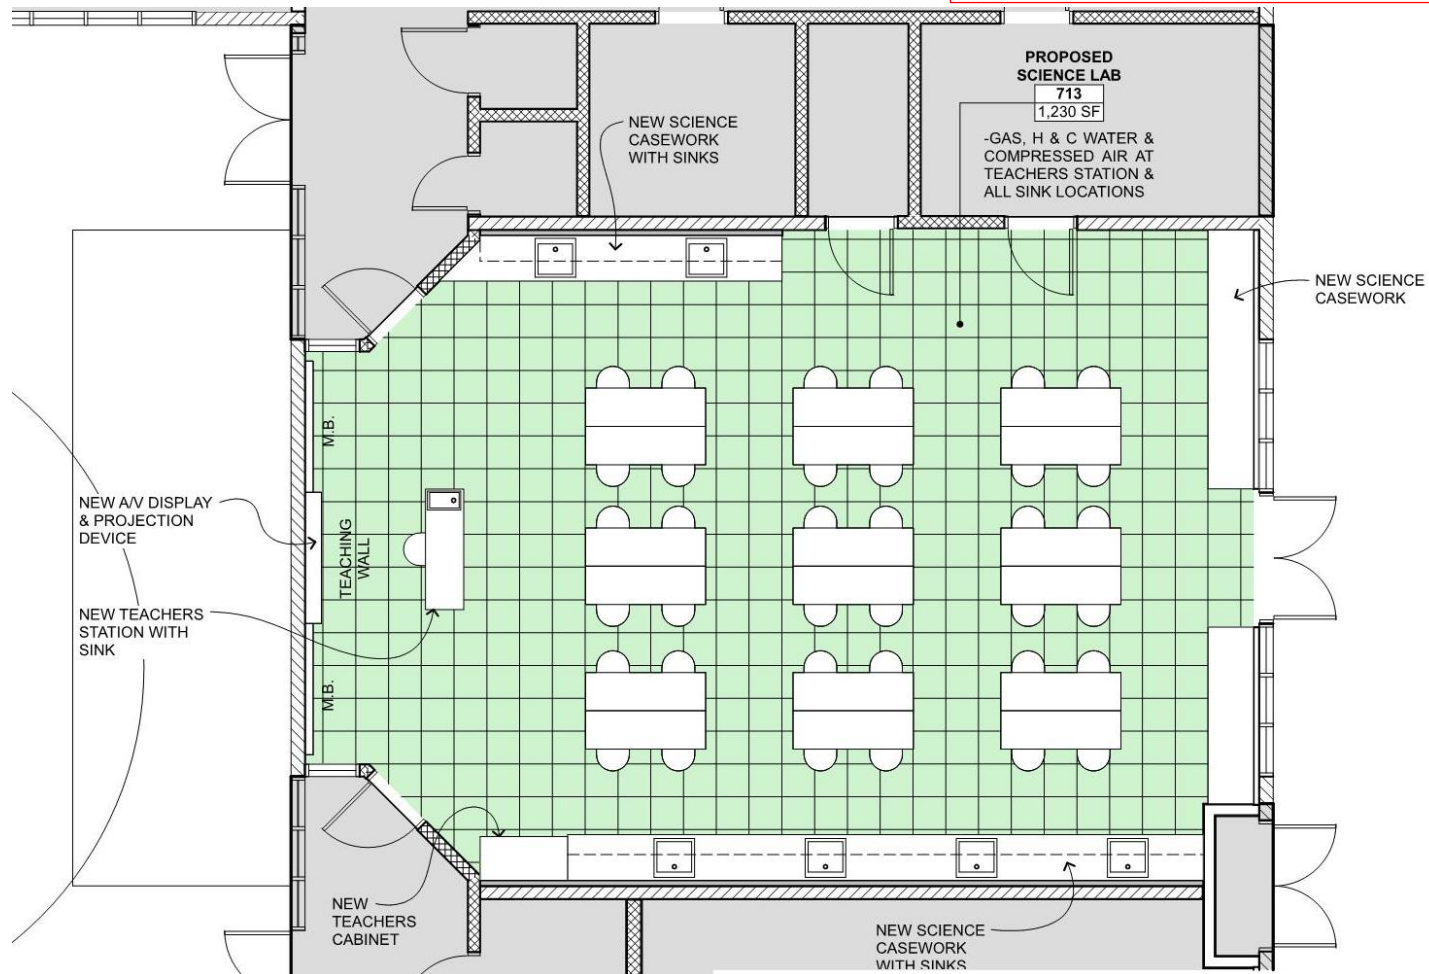 PROPOSED
SCIENCE LAB
713
1,230 SF
-GAS, H & C WATER &
COMPRESSED AIR AT
TEACHERS STATION &
ALL SINK LOCATIONS
NEW SCIENCE
CASEWORK
WITH SINKS
NEW SCIENCE
CASEWORK
M.B.
NEW A/V DISPLAY
& PROJECTION
DEVICE
TEACHING
WALL
NEW TEACHERS
STATION WITH
SINK
M.B.
NEW
TEACHERS
CABINET
NEW SCIENCE
CASEWORK
WITH SINKS